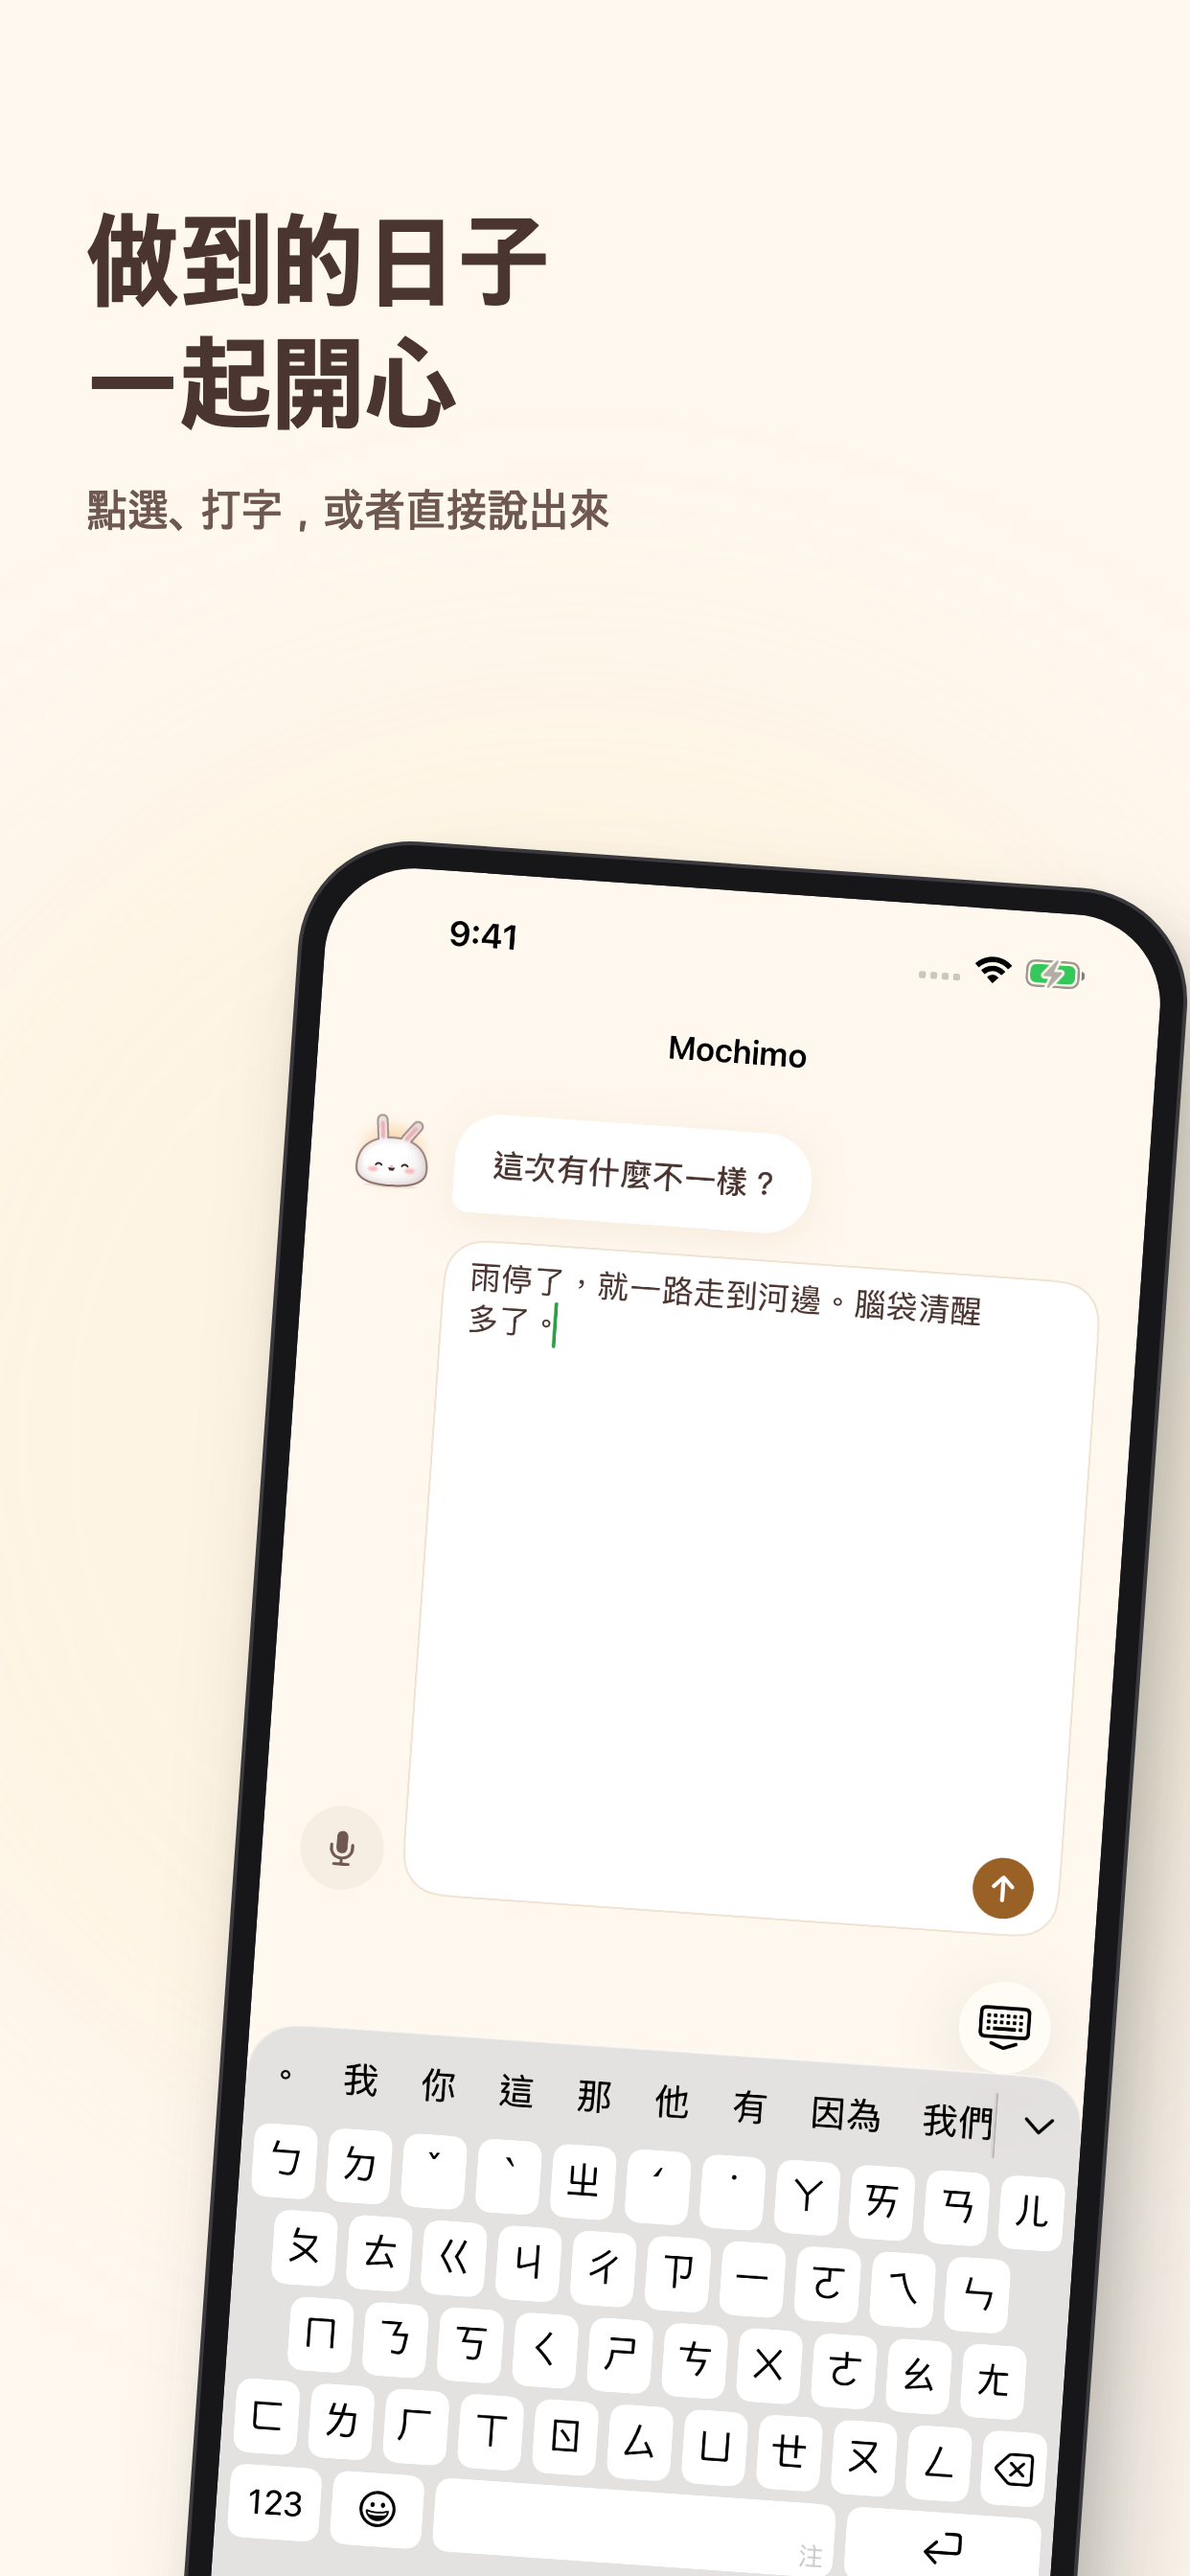 做到的日子
一起開心
點選、打字，或者直接說出來
9:41
Mochimo
這次有什麼不一樣？
雨停了，就一路走到河邊。腦袋清醒
多了。
。 我 你 這 那 他 有 因為 我們
ㄅ ㄉ ˇ ˋ ㄓ ˊ ˙ ㄚ ㄞ ㄢ ㄦ
ㄆ ㄊ ㄍ ㄐ ㄔ ㄗ ㄧ ㄛ ㄟ ㄣ
ㄇ ㄋ ㄎ ㄑ ㄕ ㄘ ㄨ ㄜ ㄠ ㄤ
ㄈ ㄌ ㄏ ㄒ ㄖ ㄙ ㄩ ㄝ ㄡ ㄥ
123 注